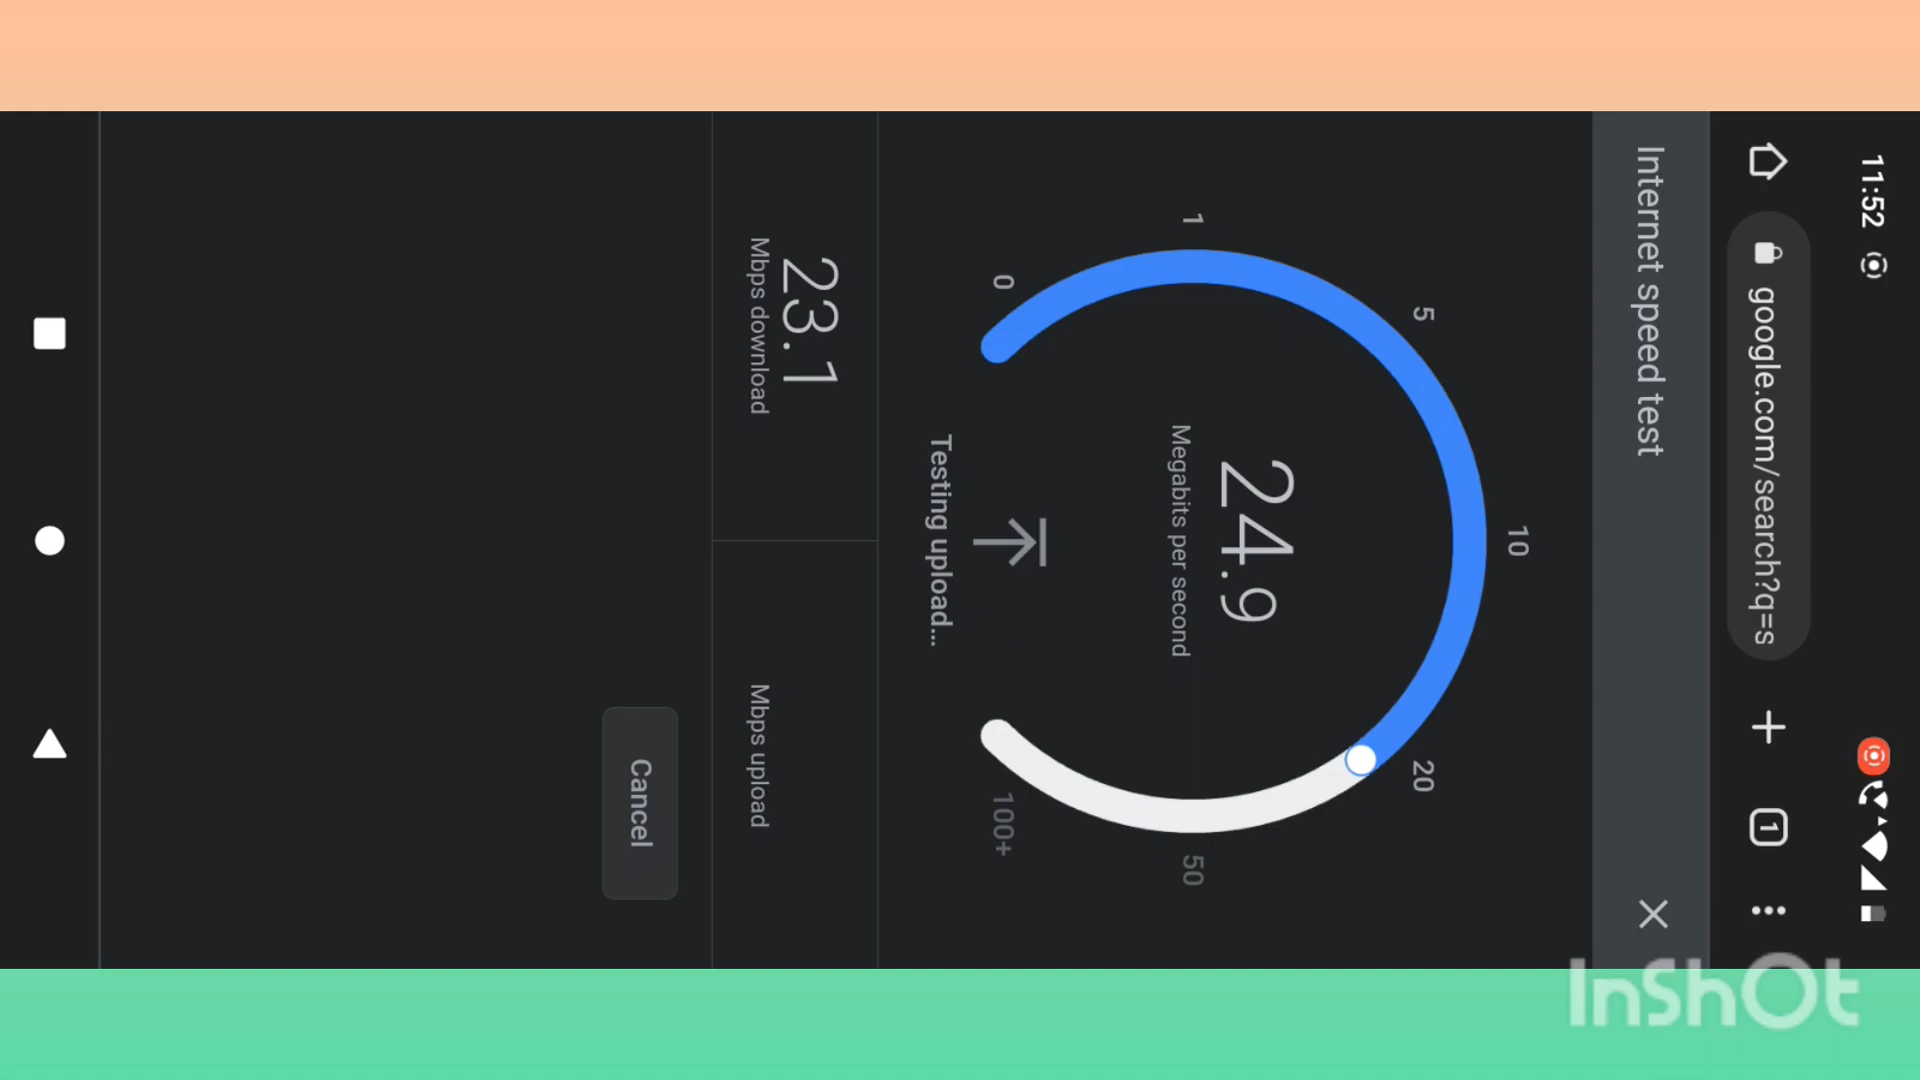 11:52
google.com/search?q=s
1
Internet speed test
0
1
5
10
20
50
100+
24.9
Megabits per second
Testing upload...
23.1
Mbps download
Mbps upload
Cancel
InShOt